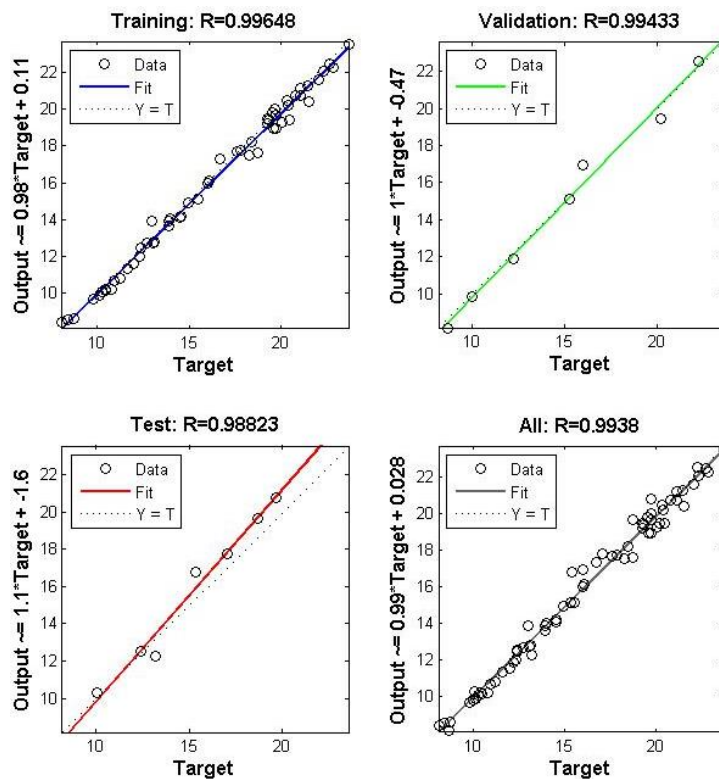 Training: R=0.99648
Output ~= 0.98*Target + 0.11
22
20
18
16
14
12
10
Data
Fit
Y = T
10
15
20
Target
Validation: R=0.99433
Output ~= 1*Target + -0.47
22
20
18
16
14
12
10
Data
Fit
Y = T
10
15
20
Target
Test: R=0.98823
Output ~= 1.1*Target + -1.6
22
20
18
16
14
12
10
Data
Fit
Y = T
10
15
20
Target
All: R=0.9938
Output ~= 0.99*Target + 0.028
22
20
18
16
14
12
10
Data
Fit
Y = T
10
15
20
Target